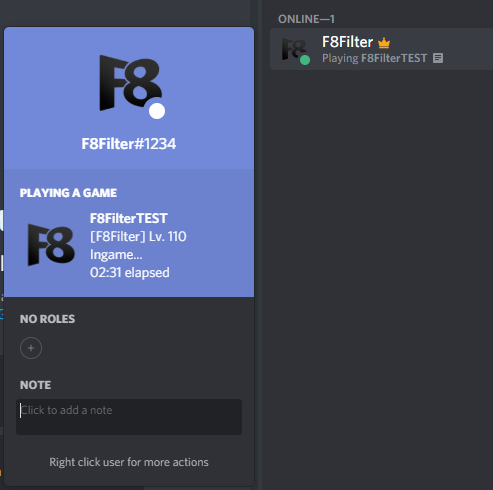 F8
F8Filter#1234
PLAYING A GAME
F8
F8FilterTEST
[F8Filter] Lv. 110
Ingame...
02:31 elapsed
NO ROLES
+
NOTE
Click to add a note
Right click user for more actions
ONLINE—1
F8
F8Filter
Playing F8FilterTEST